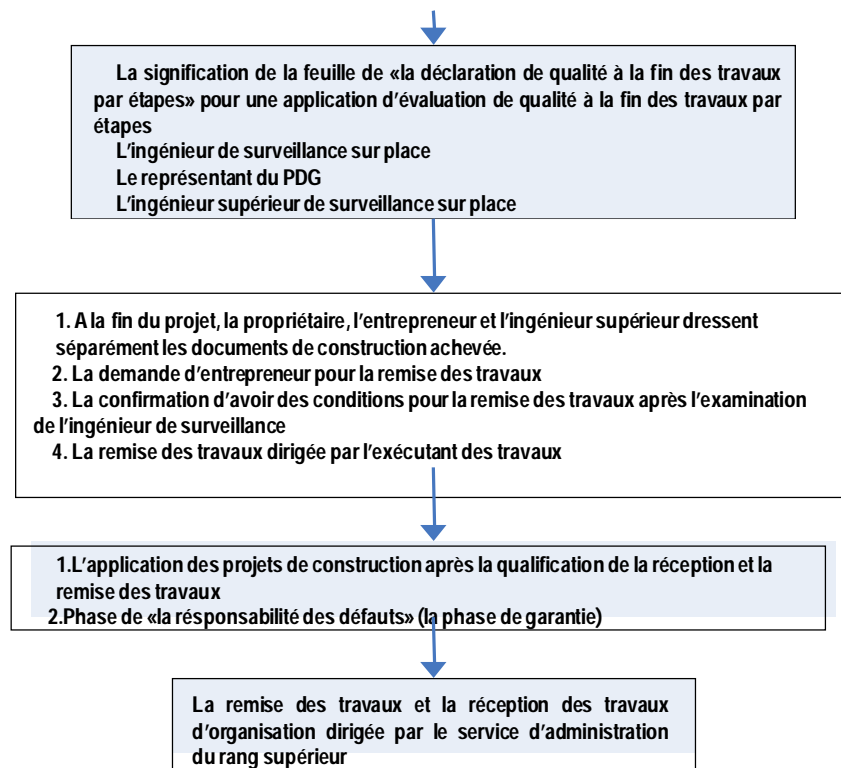 La signification de la feuille de «la déclaration de qualité à la fin des travaux
par étapes» pour une application d'évaluation de qualité à la fin des travaux par
étapes
L'ingénieur de surveillance sur place
Le représentant du PDG
L'ingénieur supérieur de surveillance sur place
1. A la fin du projet, la propriétaire, l'entrepreneur et l'ingénieur supérieur dressent
séparément les documents de construction achevée.
2. La demande d'entrepreneur pour la remise des travaux
3. La confirmation d'avoir des conditions pour la remise des travaux après l'examination
de l'ingénieur de surveillance
4. La remise des travaux dirigée par l'exécutant des travaux
1.L'application des projets de construction après la qualification de la réception et la
remise des travaux
2.Phase de «la résponsabilité des défauts» (la phase de garantie)
La remise des travaux et la réception des travaux
d'organisation dirigée par le service d'administration
du rang supérieur